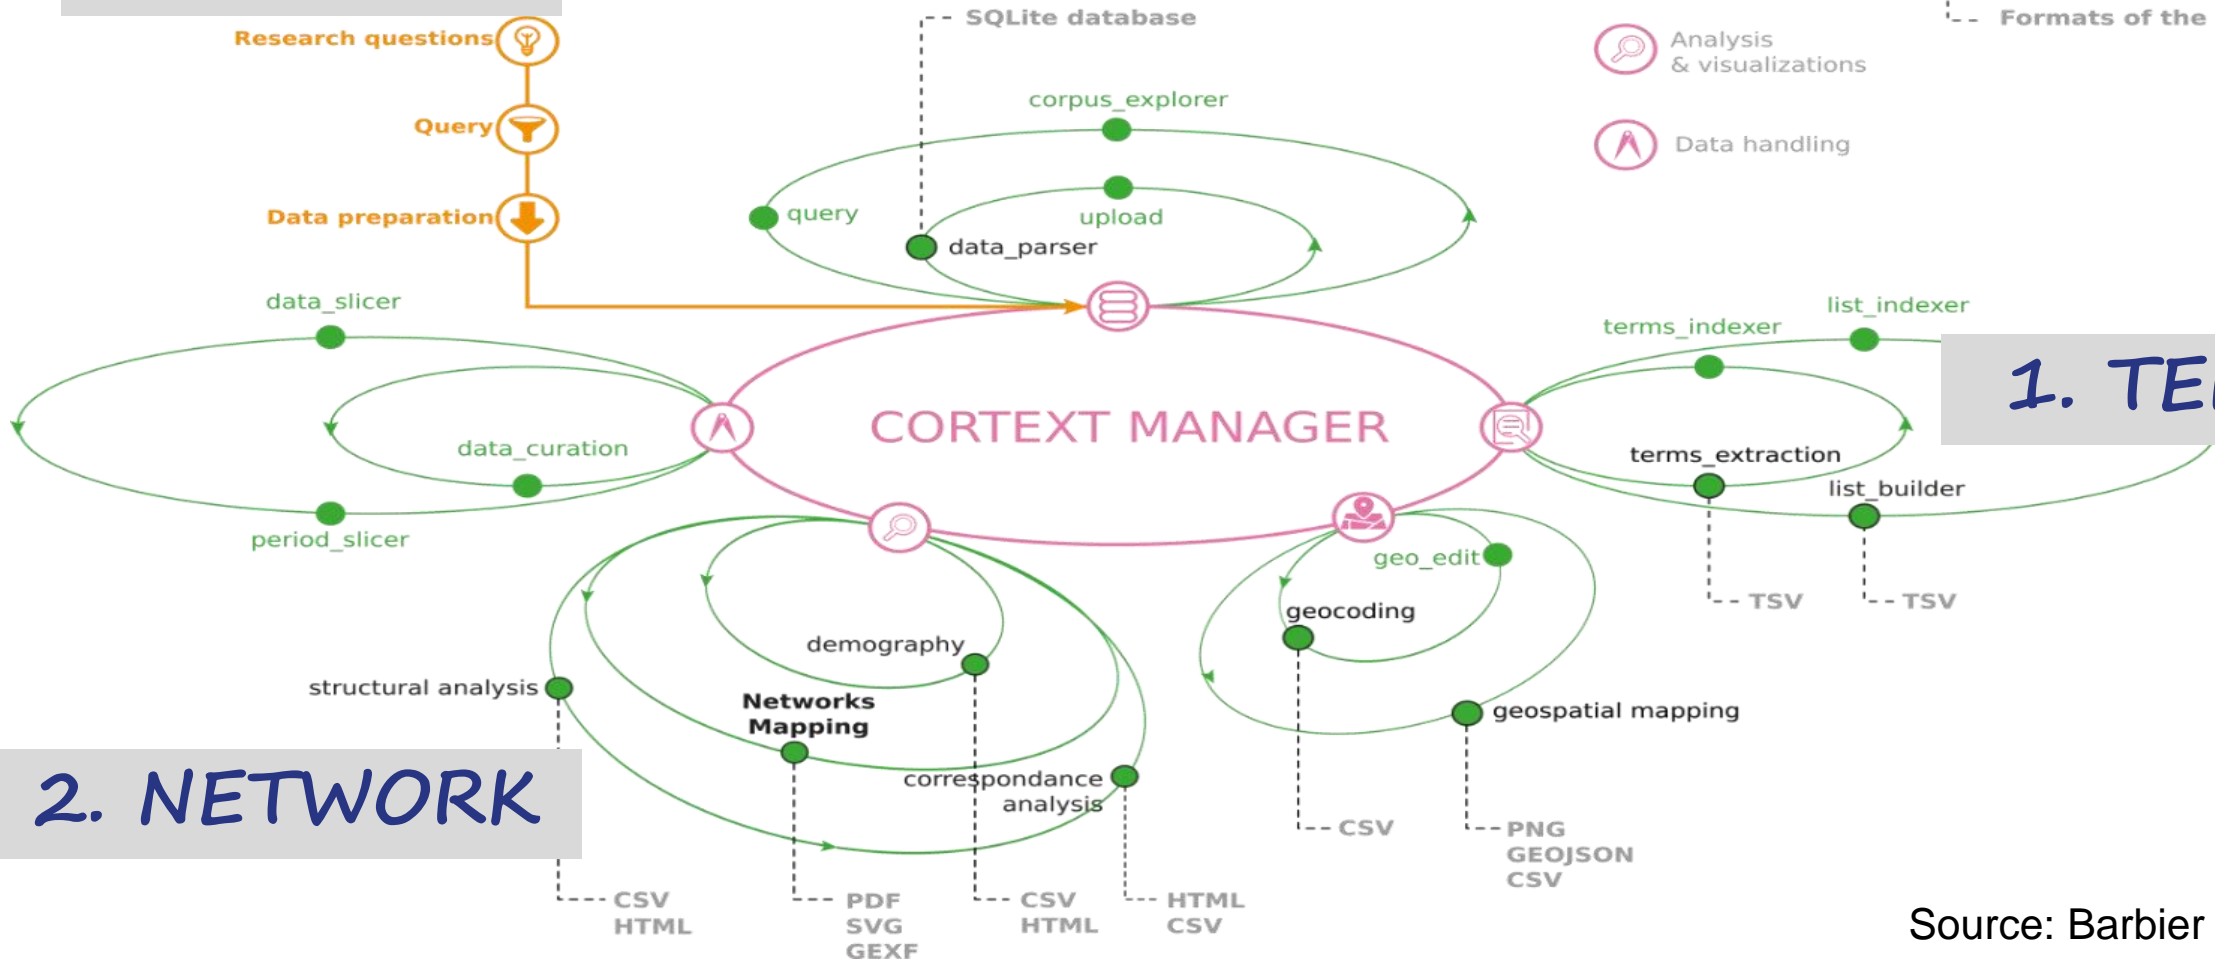 SQLite database
Formats of the
Research questions
Analysis
& visualizations
corpus_explorer
Query
Data handling
query
upload
Data preparation
data_parser
data_slicer
list_indexer
terms_indexer
1. TE
CORTEXT MANAGER
data_curation
terms_extraction
list_builder
period_slicer
geo_edit
TSV
TSV
geocoding
demography
structural analysis
Networks
Mapping
geospatial mapping
correspondance
analysis
2. NETWORK
CSV
PNG
GEOJSON
CSV
CSV
HTML
PDF
SVG
GEXF
CSV
HTML
HTML
CSV
Source: Barbier